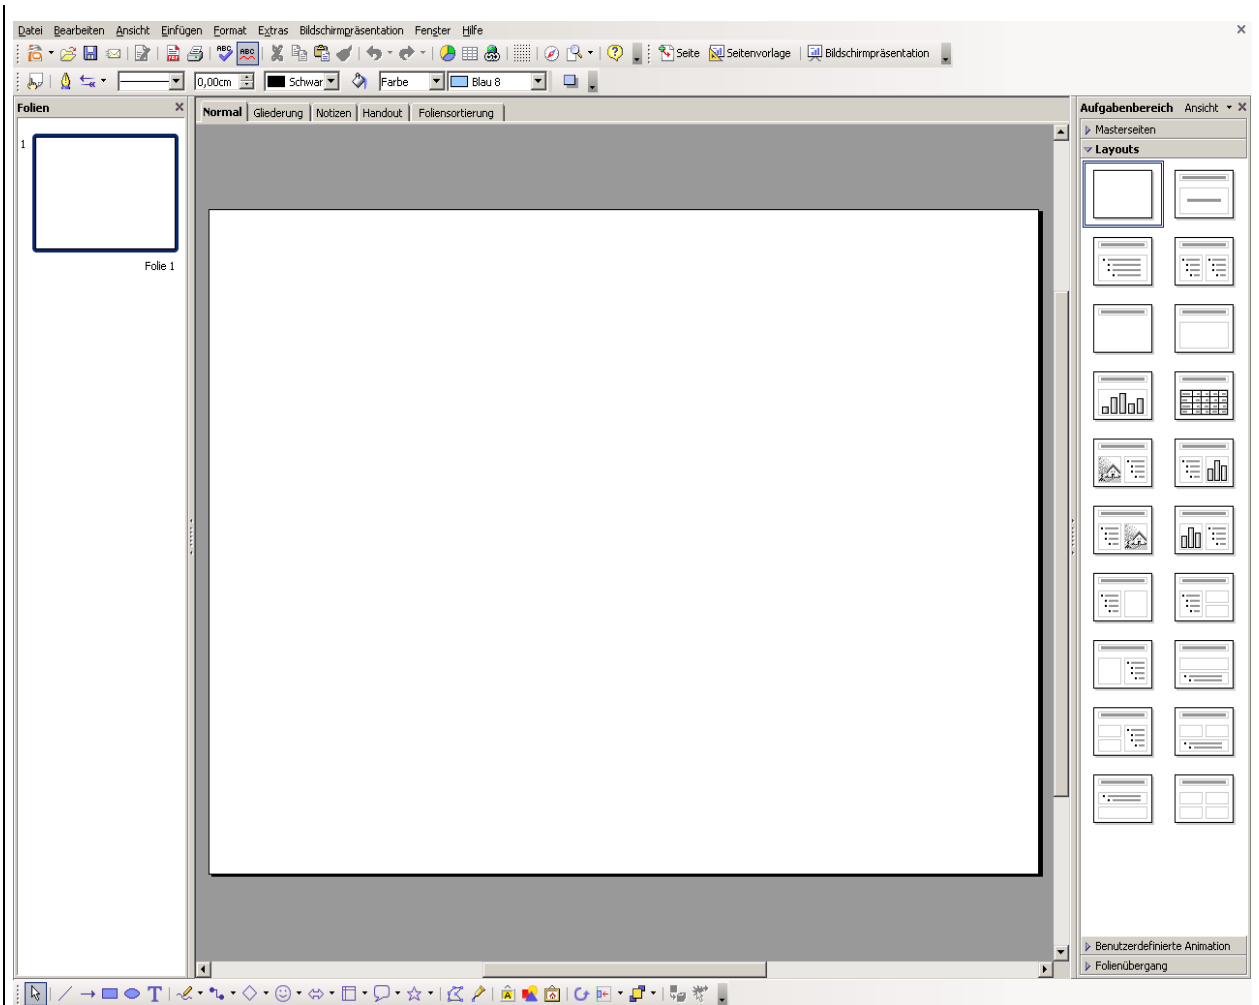 Datei Bearbeiten Ansicht Einfügen Format Extras Bildschirmpräsentation Fenster Hilfe
Seite Seitenvorlage Bildschirmpräsentation
0,00cm Schwar Farbe Blau 8
Folien
Normal Gliederung Notizen Handout Foliensortierung
Aufgabenbereich Ansicht
Masterseiten
Layouts
1
Folie 1
Benutzerdefinierte Animation
Folienübergang